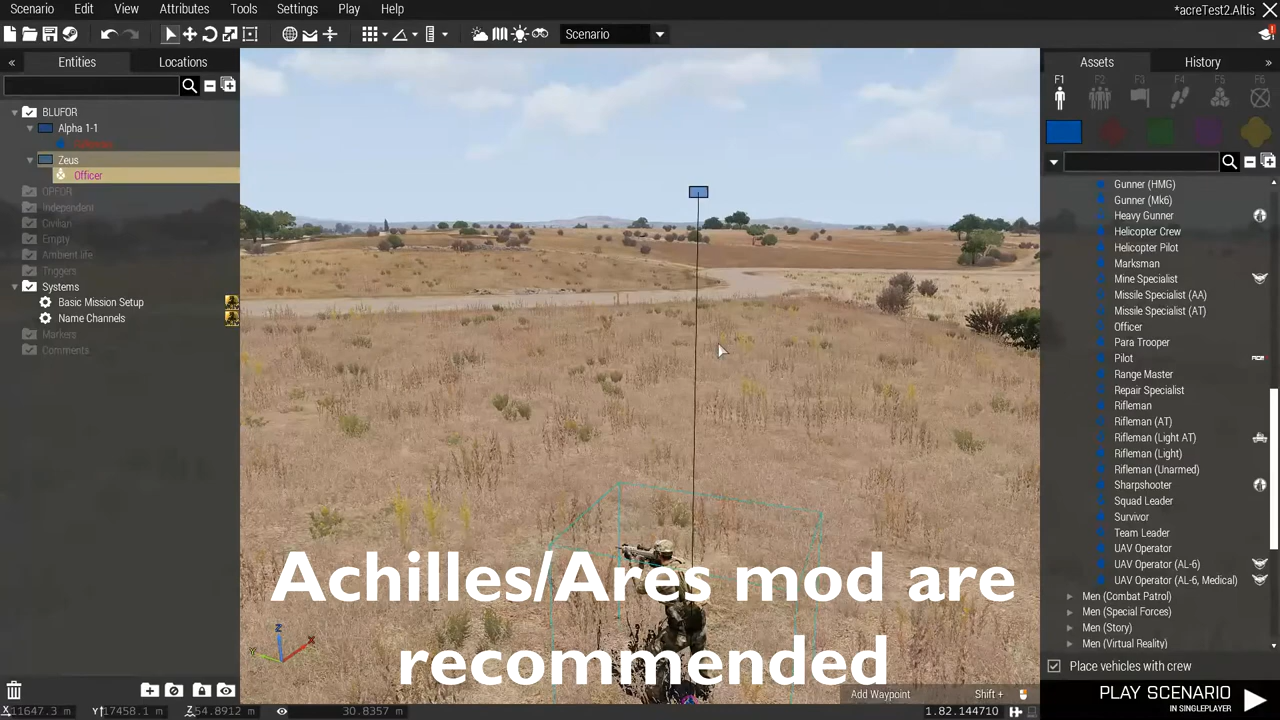 Scenario Edit View Attributes Tools Settings Play Help
*acreTest2.Altis
Scenario
Entities Locations
Assets History
F1 F2 F3 F4 F5 F6
BLUFOR
Alpha 1-1
Zeus
Officer
OPFOR
Independent
Civilian
Empty
Ambient life
Triggers
Systems
Basic Mission Setup
Name Channels
Markers
Comments
Gunner (HMG)
Gunner (Mk6)
Heavy Gunner
Helicopter Crew
Helicopter Pilot
Marksman
Mine Specialist
Missile Specialist (AA)
Missile Specialist (AT)
Officer
Para Trooper
Pilot
Range Master
Repair Specialist
Rifleman
Rifleman (AT)
Rifleman (Light AT)
Rifleman (Light)
Rifleman (Unarmed)
Sharpshooter
Squad Leader
Survivor
Team Leader
UAV Operator
UAV Operator (AL-6)
UAV Operator (AL-6, Medical)
Men (Combat Patrol)
Men (Special Forces)
Men (Story)
Men (Virtual Reality)
Place vehicles with crew
Achilles/Ares mod are
recommended
Z
X
Y
Add Waypoint Shift +
PLAY SCENARIO
IN SINGLEPLAYER
X 11647.3 m Y 17458.1 m Z 54.8912 m 30.8357 m 1.82.144710